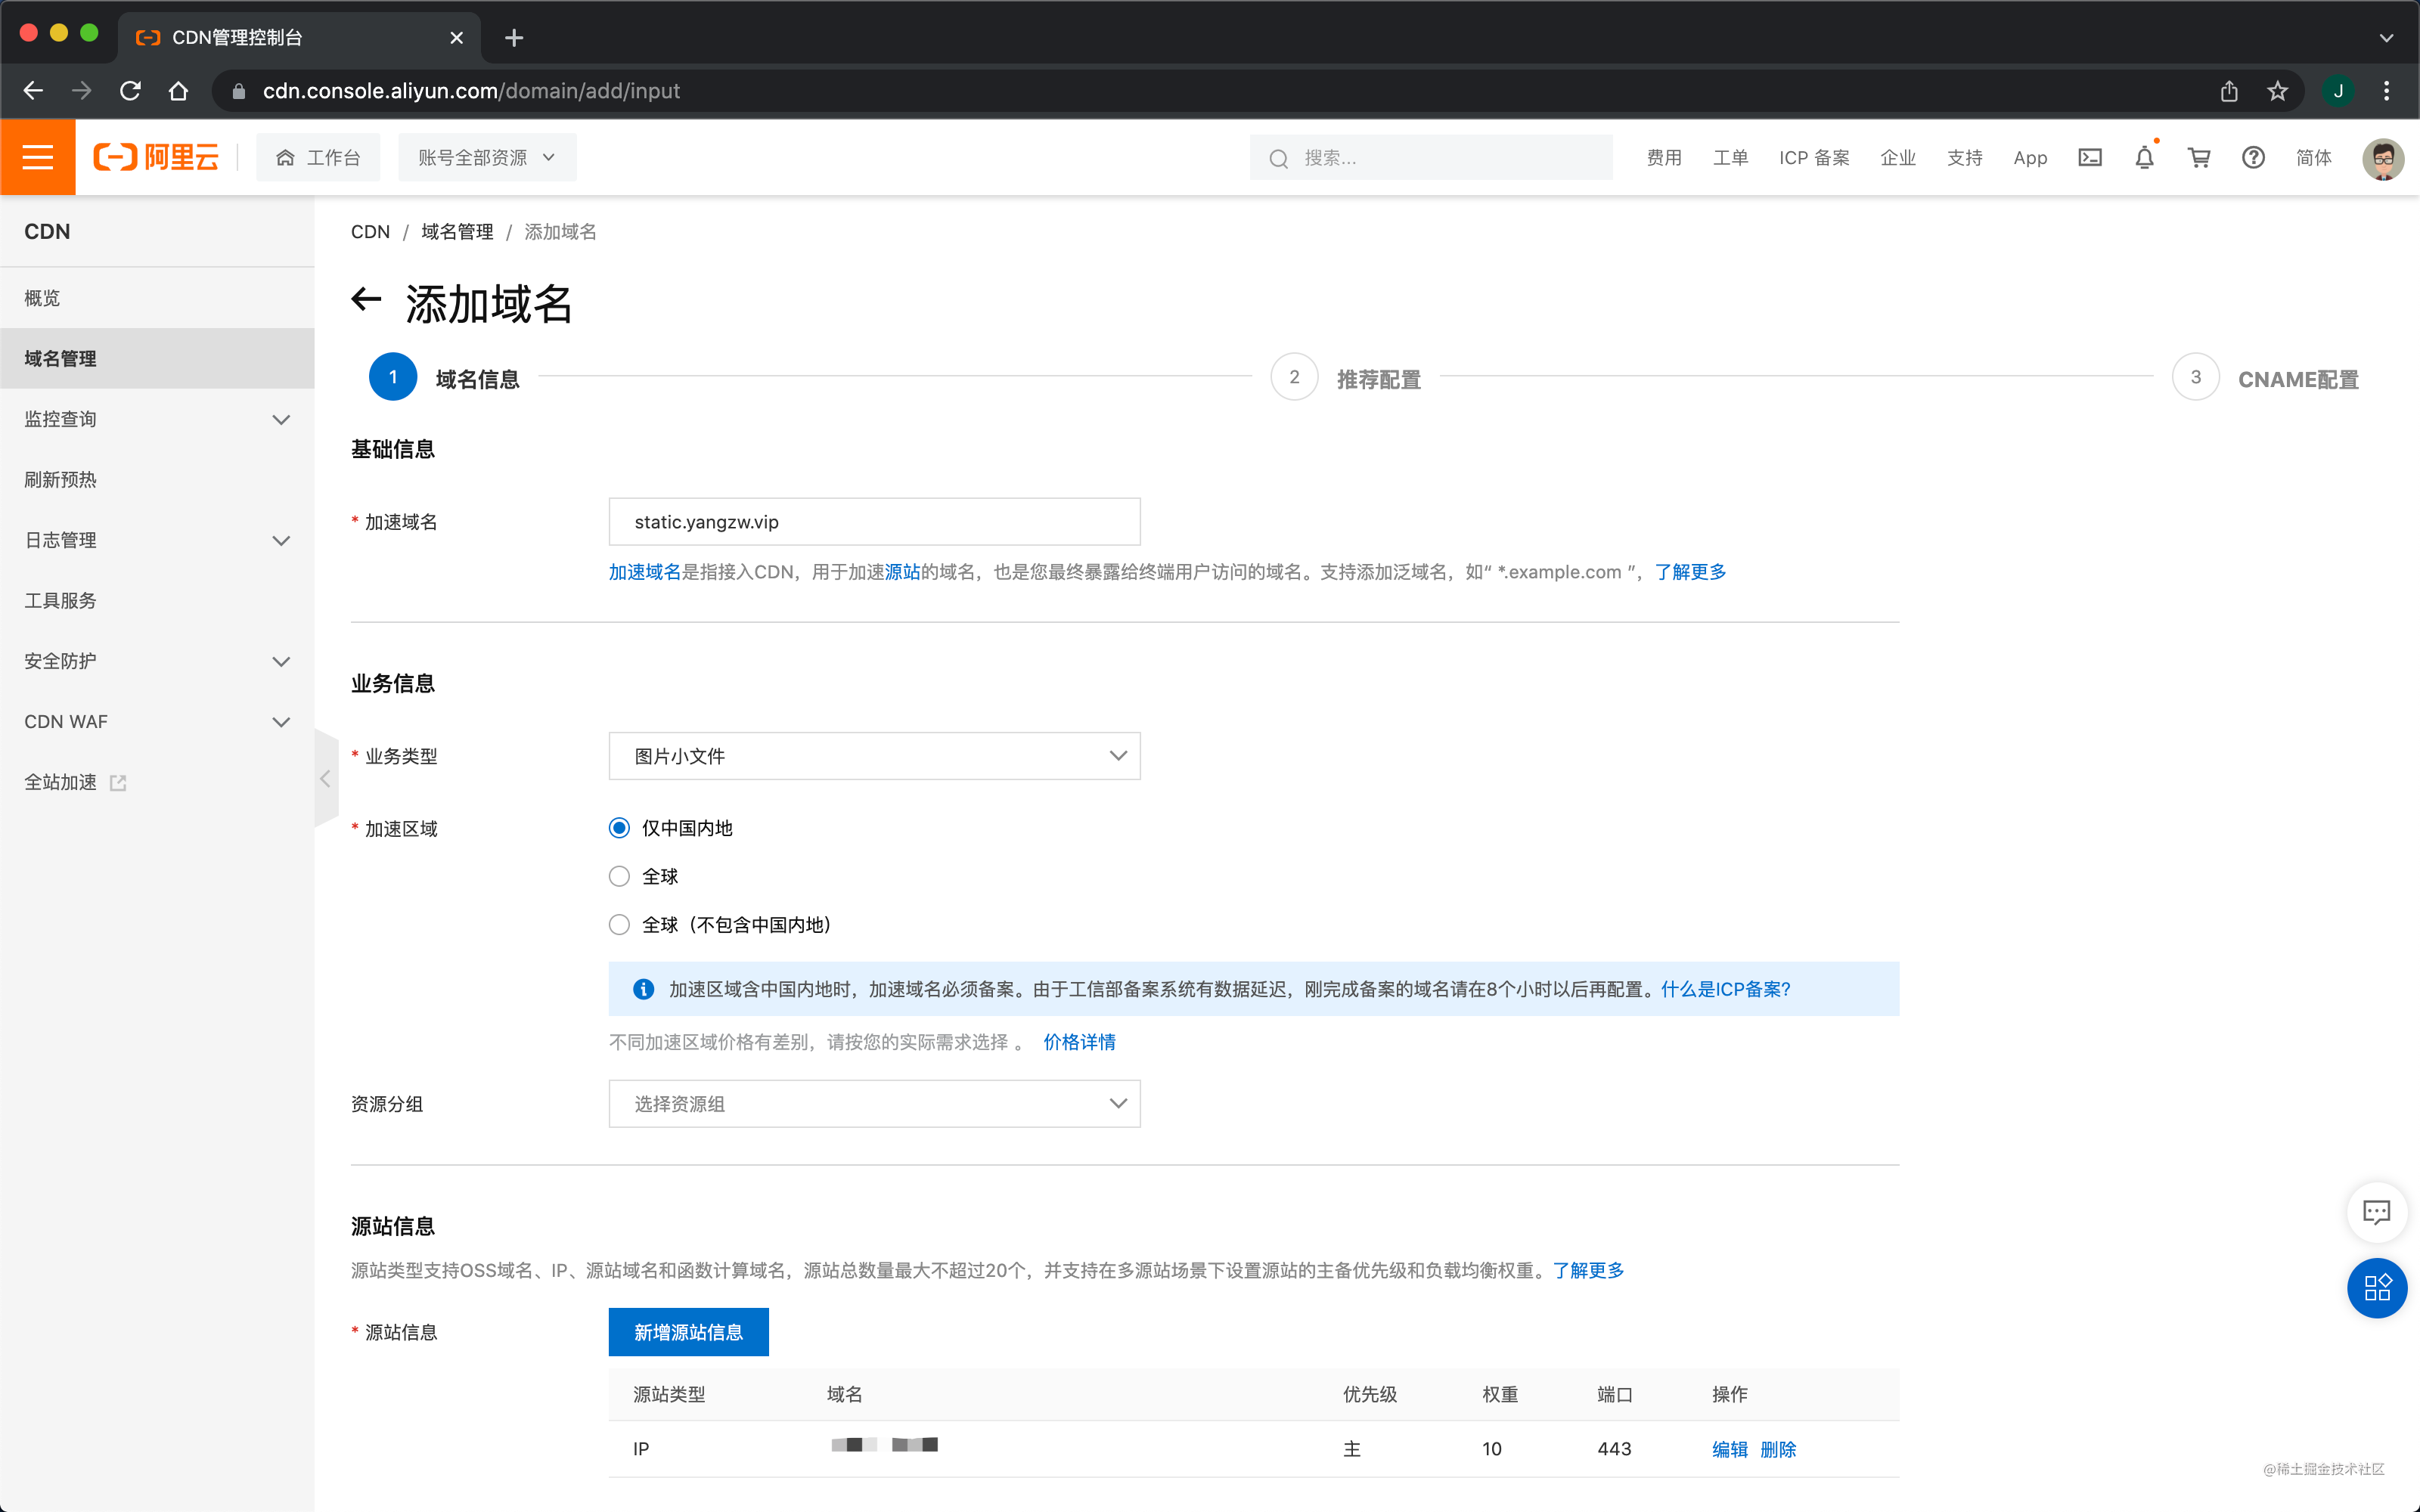 CDN管理控制台
cdn.console.aliyun.com/domain/add/input
J
阿里云
工作台
账号全部资源
搜索...
费用
工单
ICP 备案
企业
支持
App
简体
CDN
概览
域名管理
监控查询
刷新预热
日志管理
工具服务
安全防护
CDN WAF
全站加速
CDN / 域名管理 / 添加域名
添加域名
1 域名信息
2 推荐配置
3 CNAME配置
基础信息
* 加速域名
static.yangzw.vip
加速域名是指接入CDN，用于加速源站的域名，也是您最终暴露给终端用户访问的域名。支持添加泛域名，如“ *.example.com ”，了解更多
业务信息
* 业务类型
图片小文件
* 加速区域
仅中国内地
全球
全球（不包含中国内地）
加速区域含中国内地时，加速域名必须备案。由于工信部备案系统有数据延迟，刚完成备案的域名请在8个小时以后再配置。什么是ICP备案?
不同加速区域价格有差别，请按您的实际需求选择 。 价格详情
资源分组
选择资源组
源站信息
源站类型支持OSS域名、IP、源站域名和函数计算域名，源站总数量最大不超过20个，并支持在多源站场景下设置源站的主备优先级和负载均衡权重。了解更多
* 源站信息
新增源站信息
源站类型 域名 优先级 权重 端口 操作
IP 主 10 443 编辑 删除
@稀土掘金技术社区